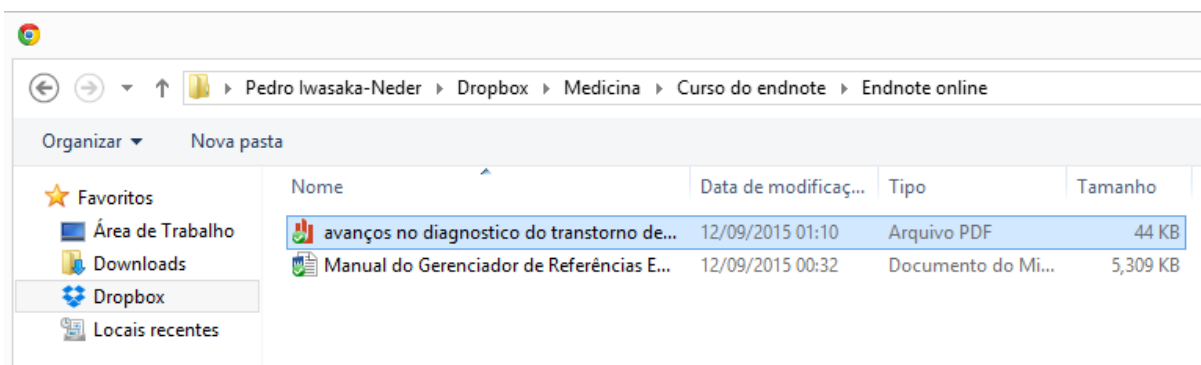 Pedro Iwasaka-Neder Dropbox Medicina Curso do endnote Endnote online
Organizar Nova pasta
Favoritos
Área de Trabalho
Downloads
Dropbox
Locais recentes
Nome Data de modificaç... Tipo Tamanho
avanços no diagnostico do transtorno de... 12/09/2015 01:10 Arquivo PDF 44 KB
Manual do Gerenciador de Referências E... 12/09/2015 00:32 Documento do Mi... 5,309 KB